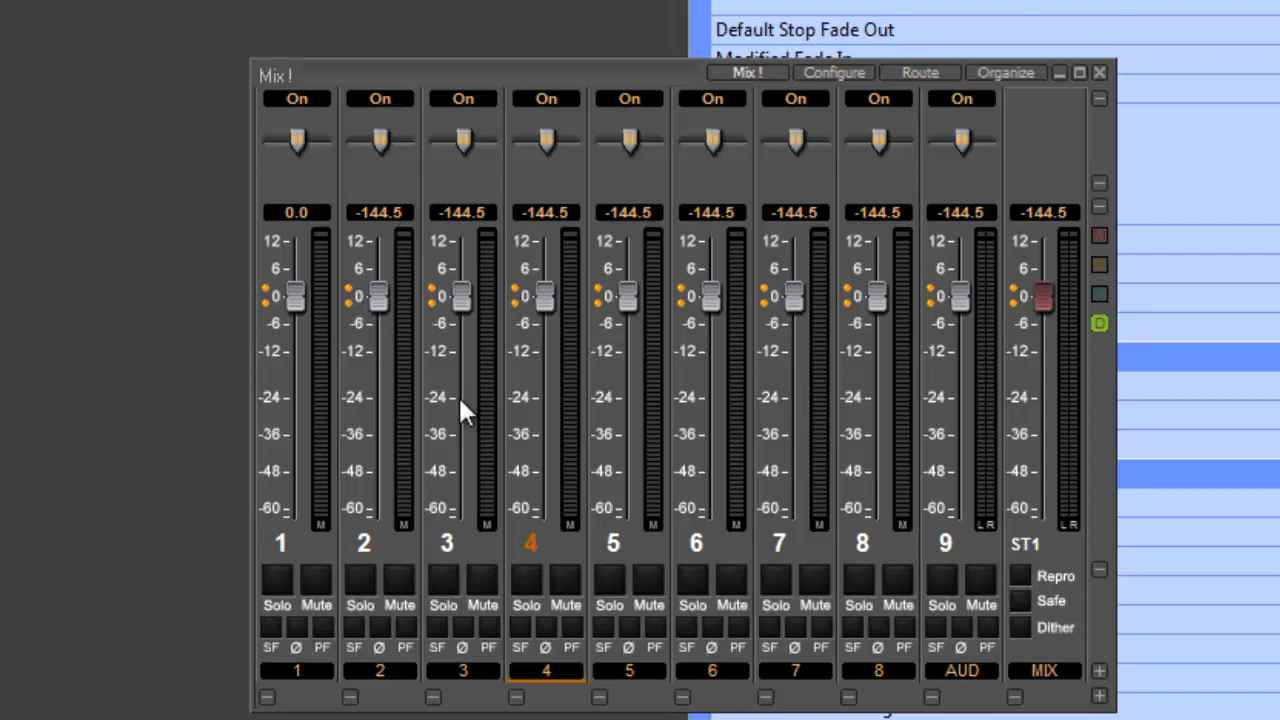 Default Stop Fade Out
Modified Fade In
Mix ! Mix ! Configure Route Organize
On On On On On On On On On
0.0 -144.5 -144.5 -144.5 -144.5 -144.5 -144.5 -144.5 -144.5 -144.5
12 12 12 12 12 12 12 12 12 12 M
6 6 6 6 6 6 6 6 6 6
0 0 0 0 0 0 0 0 0 0
-6 -6 -6 -6 -6 -6 -6 -6 -6 -6 D
-12 -12 -12 -12 -12 -12 -12 -12 -12 -12
-24 -24 -24 -24 -24 -24 -24 -24 -24 -24
-36 -36 -36 -36 -36 -36 -36 -36 -36 -36
-48 -48 -48 -48 -48 -48 -48 -48 -48 -48
-60 -60 -60 -60 -60 -60 -60 -60 -60 -60
M M M M M M M M L R L R
1 2 3 4 5 6 7 8 9 ST1
Repro
Solo Mute Solo Mute Solo Mute Solo Mute Solo Mute Solo Mute Solo Mute Solo Mute Solo Mute Safe
Dither
SF Ø PF SF Ø PF SF Ø PF SF Ø PF SF Ø PF SF Ø PF SF Ø PF SF Ø PF SF Ø PF
1 2 3 4 5 6 7 8 AUD MIX